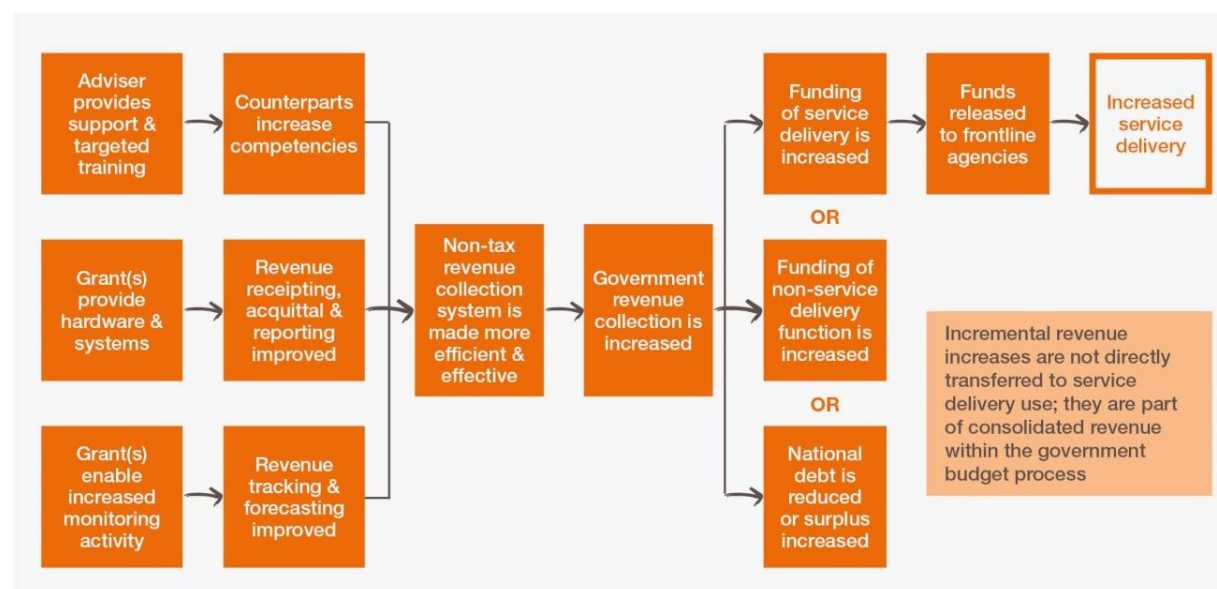 Adviser
provides
support &
targeted
training
Counterparts
increase
competencies
Grant(s)
provide
hardware &
systems
Revenue
receipting,
acquittal &
reporting
improved
Grant(s)
enable
increased
monitoring
activity
Revenue
tracking &
forecasting
improved
Non-tax
revenue
collection
system is
made more
efficient &
effective
Government
revenue
collection is
increased
Funding
of service
delivery is
increased
Funds
released
to frontline
agencies
Increased
service
delivery
OR
Funding of
non-service
delivery
function is
increased
OR
National
debt is
reduced
or surplus
increased
Incremental revenue
increases are not directly
transferred to service
delivery use; they are part
of consolidated revenue
within the government
budget process